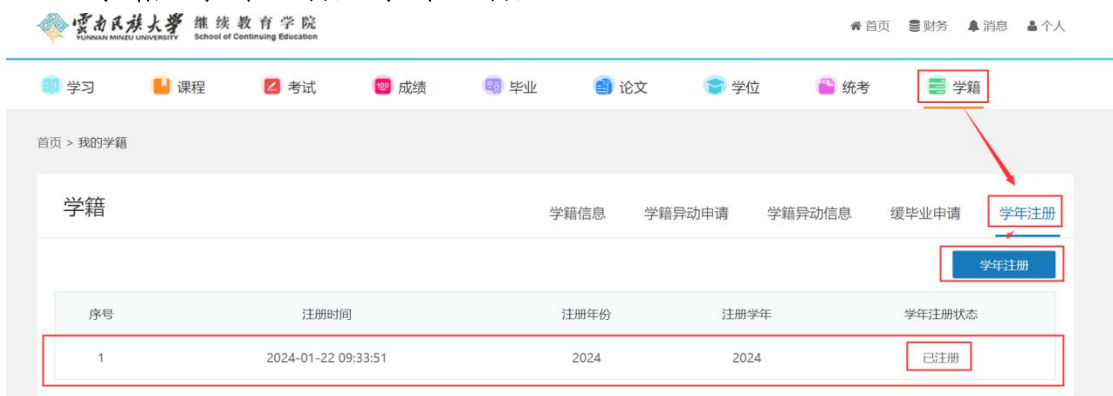 雲南民族大學 继续教育学院
YUNNAN MINZU UNIVERSITY School of Continuing Education
首页 财务 消息 个人
学习 课程 考试 成绩 毕业 论文 学位 统考 学籍
首页 > 我的学籍
学籍
学籍信息 学籍异动申请 学籍异动信息 缓毕业申请 学年注册
学年注册
序号 注册时间 注册年份 注册学年 学年注册状态
1 2024-01-22 09:33:51 2024 2024 已注册